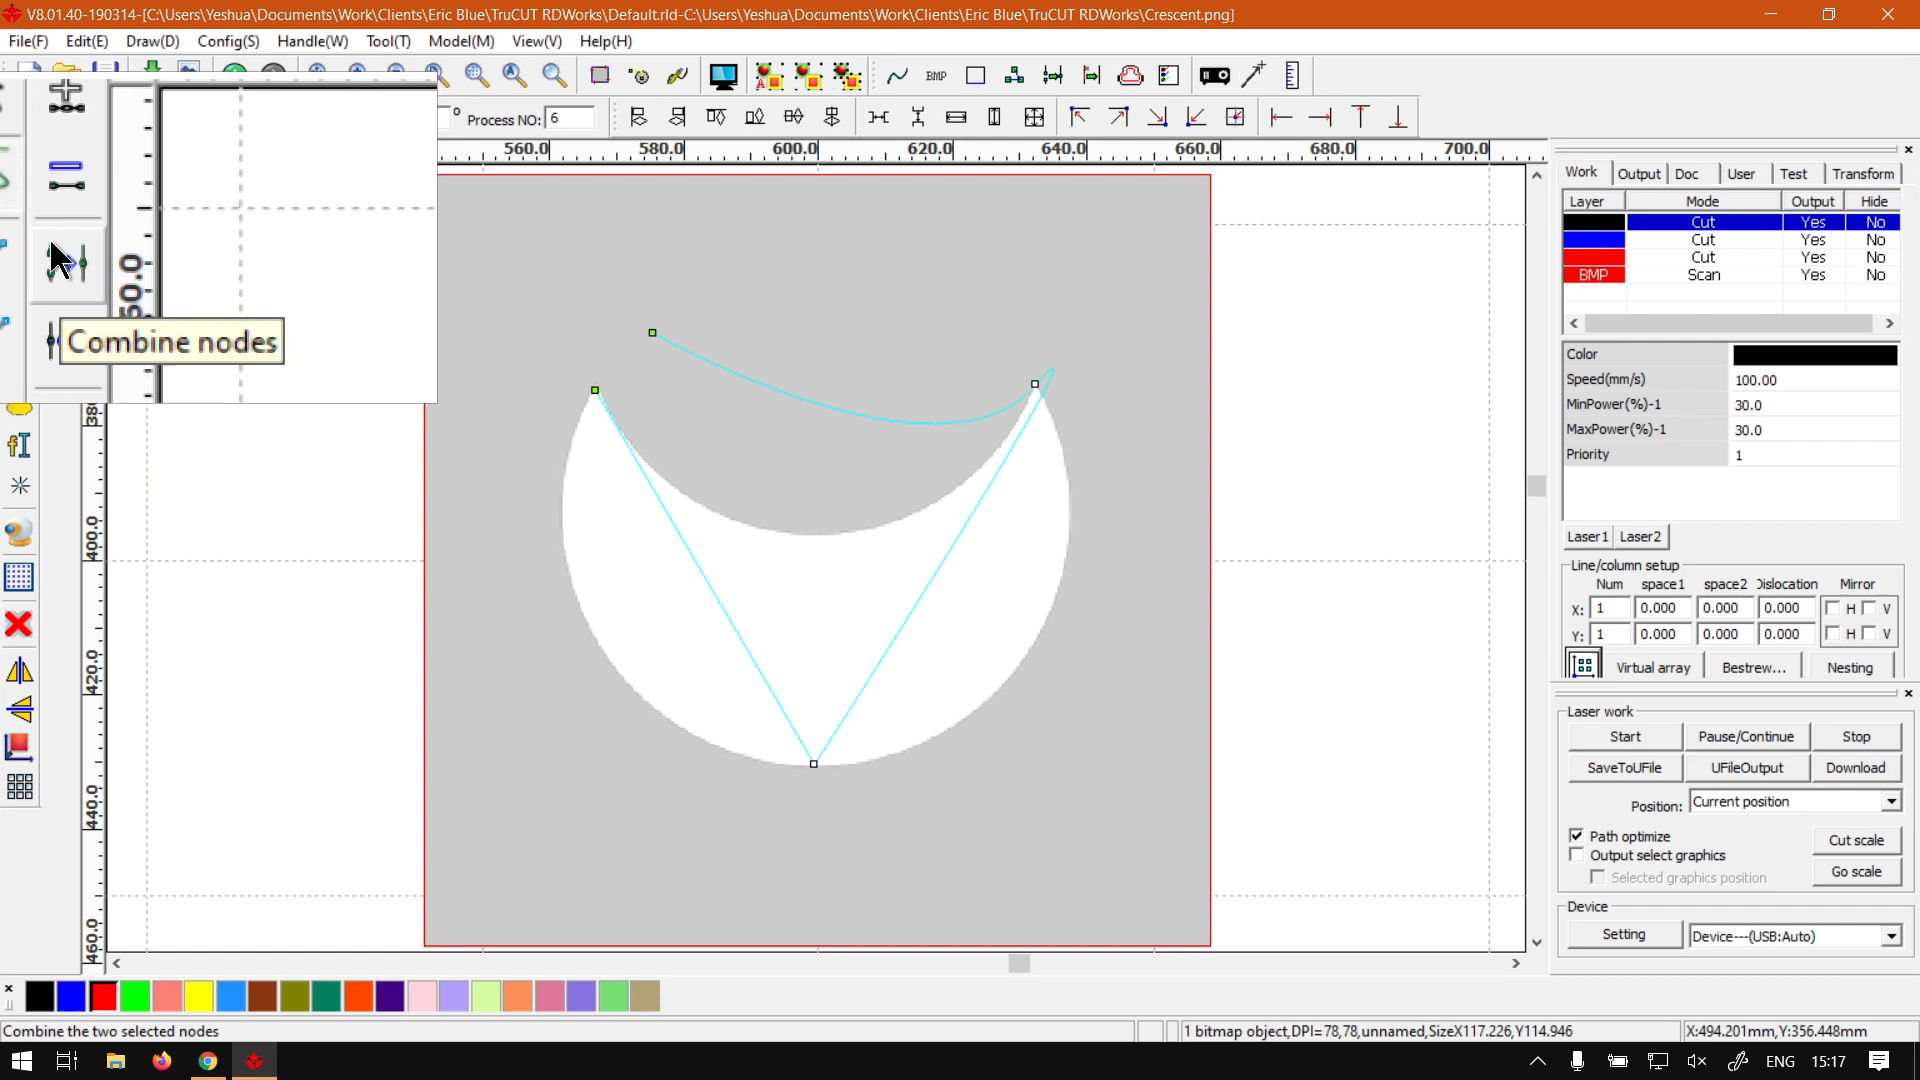 V8.01.40-190314-[C:\Users\Yeshua\Documents\Work\Clients\Eric Blue\TruCUT RDWorks\Default.rld-C:\Users\Yeshua\Documents\Work\Clients\Eric Blue\TruCUT RDWorks\Crescent.png]
File(F) Edit(E) Draw(D) Config(S) Handle(W) Tool(T) Model(M) View(V) Help(H)
BMP
° Process NO: 6
560.0 580.0 600.0 620.0 640.0 660.0 680.0 700.0
Work Output Doc User Test Transform
Layer Mode Output Hide
Cut Yes No
Cut Yes No
Cut Yes No
BMP Scan Yes No
Combine nodes
Color
Speed(mm/s) 100.00
MinPower(%)-1 30.0
MaxPower(%)-1 30.0
Priority 1
400.0
420.0
440.0
460.0
Laser1 Laser2
Line/column setup
Num space1 space2 Dislocation Mirror
X: 1 0.000 0.000 0.000 H V
Y: 1 0.000 0.000 0.000 H V
Virtual array Bestrew... Nesting
Laser work
Start Pause/Continue Stop
SaveToUFile UFileOutput Download
Position: Current position
Path optimize Cut scale
Output select graphics
Selected graphics position Go scale
Device
Setting Device---(USB:Auto)
Combine the two selected nodes
1 bitmap object,DPI=78,78,unnamed,SizeX117.226,Y114.946
X:494.201mm,Y:356.448mm
ENG 15:17